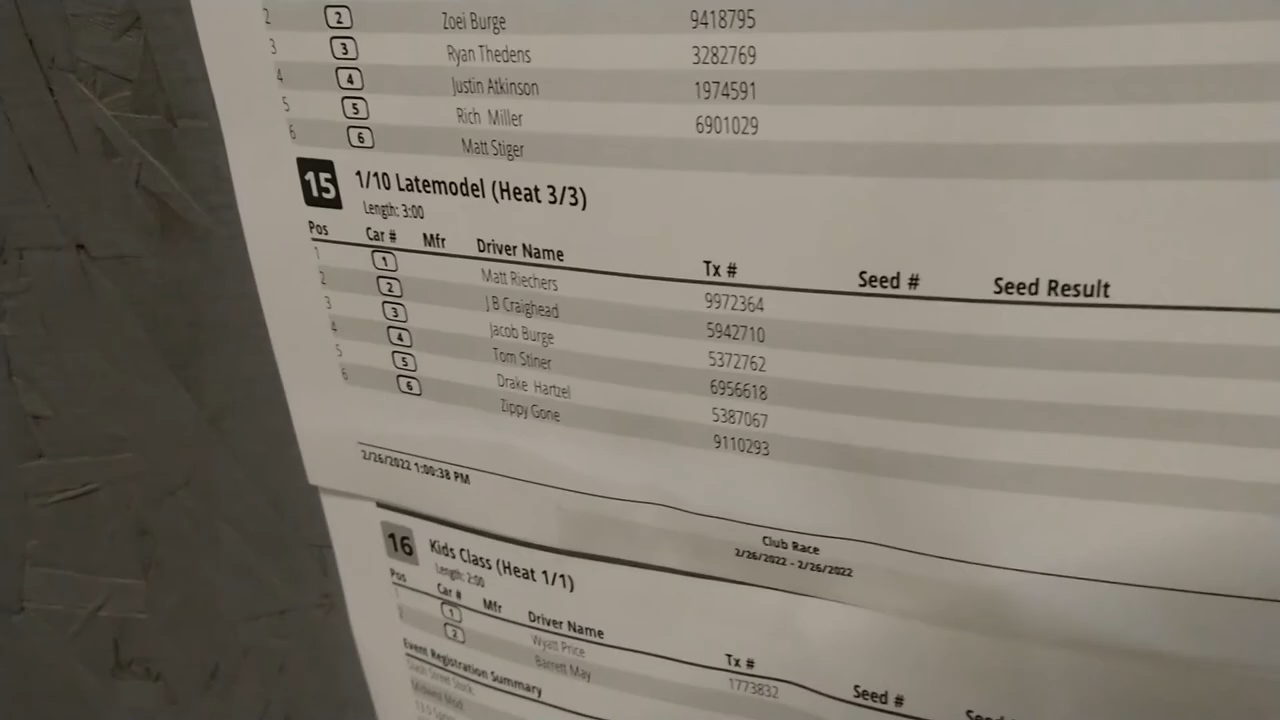 2 2 Zoei Burge 9418795
3 3 Ryan Thedens 3282769
4 4 Justin Atkinson 1974591
5 5 Rich Miller 6901029
6 6 Matt Stiger
15 1/10 Latemodel (Heat 3/3)
Length: 3:00
Pos Car # Mfr Driver Name Tx # Seed # Seed Result
1 1 Matt Riechers 9972364
2 2 J B Craighead 5942710
3 3 Jacob Burge 5372762
4 4 Tom Stiner 6956618
5 5 Drake Hartzel 5387067
6 6 Zippy Gone 9110293
2/26/2022 1:00:38 PM
Club Race
2/26/2022 - 2/26/2022
16 Kids Class (Heat 1/1)
Length: 2:00
Pos Car # Mfr Driver Name Tx # Seed #
1 1 Wyatt Price 1773832
2 2 Barrett May
Event Registration Summary
Slash Street Stock:
Midwest Mod: